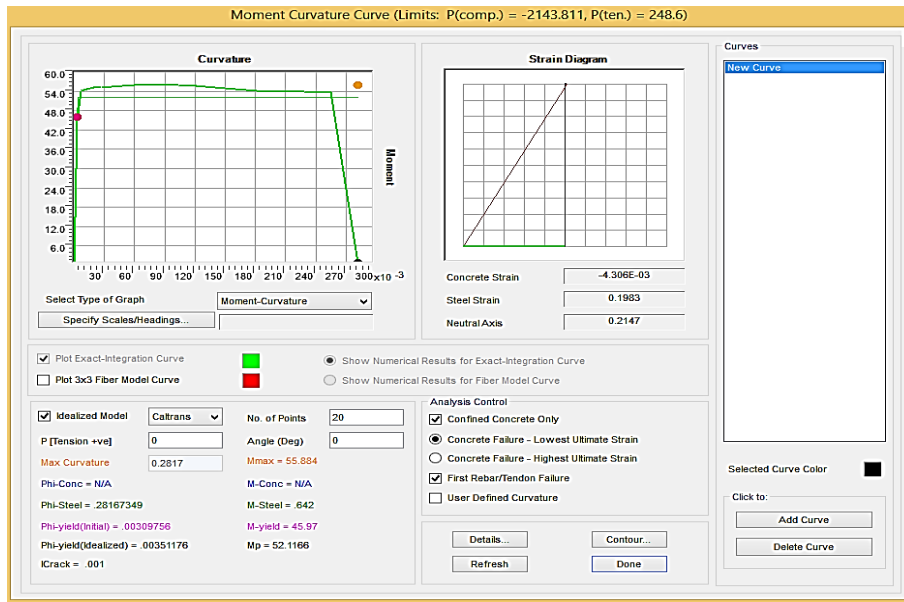 Moment Curvature Curve (Limits: P(comp.) = -2143.811, P(ten.) = 248.6)
Curvature
60.0
54.0
48.0
42.0
36.0
30.0
24.0
18.0
12.0
6.0
Moment
30 60 90 120 150 180 210 240 270 300 x10 -3
Select Type of Graph Moment-Curvature
Specify Scales/Headings...
Strain Diagram
Concrete Strain -4.306E-03
Steel Strain 0.1983
Neutral Axis 0.2147
Curves
New Curve
Selected Curve Color
Click to:
Add Curve
Delete Curve
Plot Exact-Integration Curve
Show Numerical Results for Exact-Integration Curve
Plot 3x3 Fiber Model Curve
Show Numerical Results for Fiber Model Curve
Idealized Model Caltrans No. of Points 20
P [Tension +ve] 0 Angle (Deg) 0
Max Curvature 0.2817 Mmax = 55.884
Phi-Conc = N/A M-Conc = N/A
Phi-Steel = .28167349 M-Steel = .642
Phi-yield(Initial) = .00309756 M-yield = 45.97
Phi-yield(Idealized) = .00351176 Mp = 52.1166
ICrack = .001
Analysis Control
Confined Concrete Only
Concrete Failure - Lowest Ultimate Strain
Concrete Failure - Highest Ultimate Strain
First Rebar/Tendon Failure
User Defined Curvature
Details... Contour...
Refresh Done